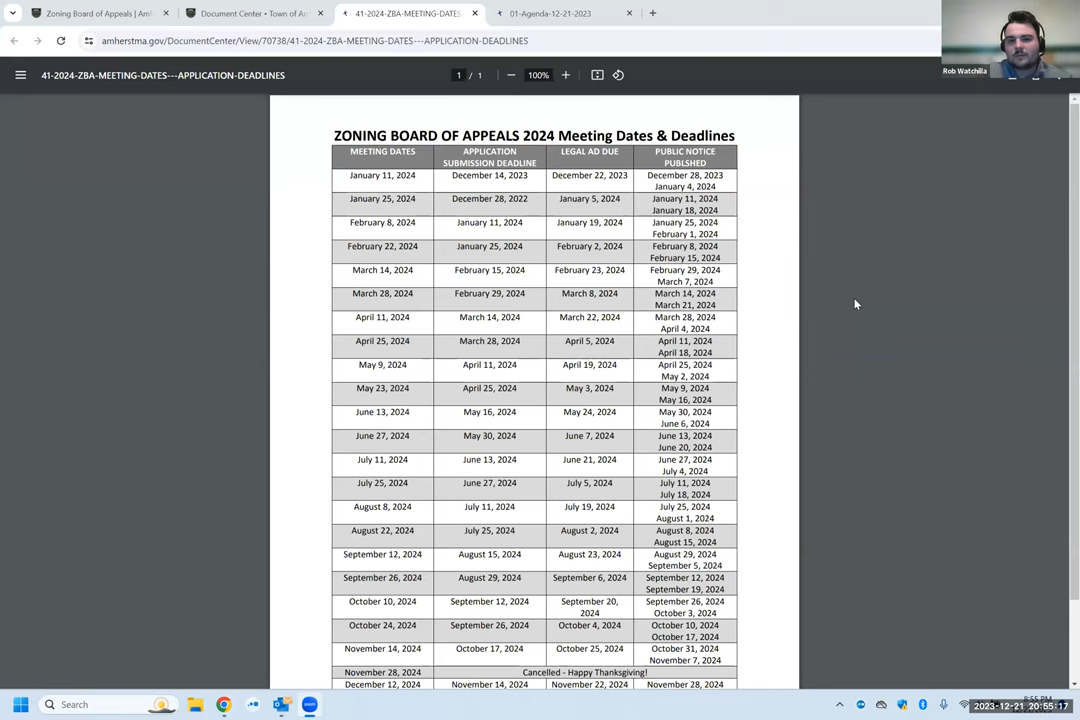 Zoning Board of Appeals | Amh
Document Center • Town of Am
41-2024-ZBA-MEETING-DATES
01-Agenda-12-21-2023
amherstma.gov/DocumentCenter/View/70738/41-2024-ZBA-MEETING-DATES---APPLICATION-DEADLINES
Rob Watchilla
41-2024-ZBA-MEETING-DATES---APPLICATION-DEADLINES
1 / 1
100%
ZONING BOARD OF APPEALS 2024 Meeting Dates & Deadlines
MEETING DATES APPLICATION SUBMISSION DEADLINE LEGAL AD DUE PUBLIC NOTICE PUBLSHED
January 11, 2024 December 14, 2023 December 22, 2023 December 28, 2023
January 4, 2024
January 25, 2024 December 28, 2022 January 5, 2024 January 11, 2024
January 18, 2024
February 8, 2024 January 11, 2024 January 19, 2024 January 25, 2024
February 1, 2024
February 22, 2024 January 25, 2024 February 2, 2024 February 8, 2024
February 15, 2024
March 14, 2024 February 15, 2024 February 23, 2024 February 29, 2024
March 7, 2024
March 28, 2024 February 29, 2024 March 8, 2024 March 14, 2024
March 21, 2024
April 11, 2024 March 14, 2024 March 22, 2024 March 28, 2024
April 4, 2024
April 25, 2024 March 28, 2024 April 5, 2024 April 11, 2024
April 18, 2024
May 9, 2024 April 11, 2024 April 19, 2024 April 25, 2024
May 2, 2024
May 23, 2024 April 25, 2024 May 3, 2024 May 9, 2024
May 16, 2024
June 13, 2024 May 16, 2024 May 24, 2024 May 30, 2024
June 6, 2024
June 27, 2024 May 30, 2024 June 7, 2024 June 13, 2024
June 20, 2024
July 11, 2024 June 13, 2024 June 21, 2024 June 27, 2024
July 4, 2024
July 25, 2024 June 27, 2024 July 5, 2024 July 11, 2024
July 18, 2024
August 8, 2024 July 11, 2024 July 19, 2024 July 25, 2024
August 1, 2024
August 22, 2024 July 25, 2024 August 2, 2024 August 8, 2024
August 15, 2024
September 12, 2024 August 15, 2024 August 23, 2024 August 29, 2024
September 5, 2024
September 26, 2024 August 29, 2024 September 6, 2024 September 12, 2024
September 19, 2024
October 10, 2024 September 12, 2024 September 20, September 26, 2024
2024 October 3, 2024
October 24, 2024 September 26, 2024 October 4, 2024 October 10, 2024
October 17, 2024
November 14, 2024 October 17, 2024 October 25, 2024 October 31, 2024
November 7, 2024
November 28, 2024 Cancelled - Happy Thanksgiving!
December 12, 2024 November 14, 2024 November 22, 2024 November 28, 2024
Search
8:55 PM
2023-12-21 20:55:17